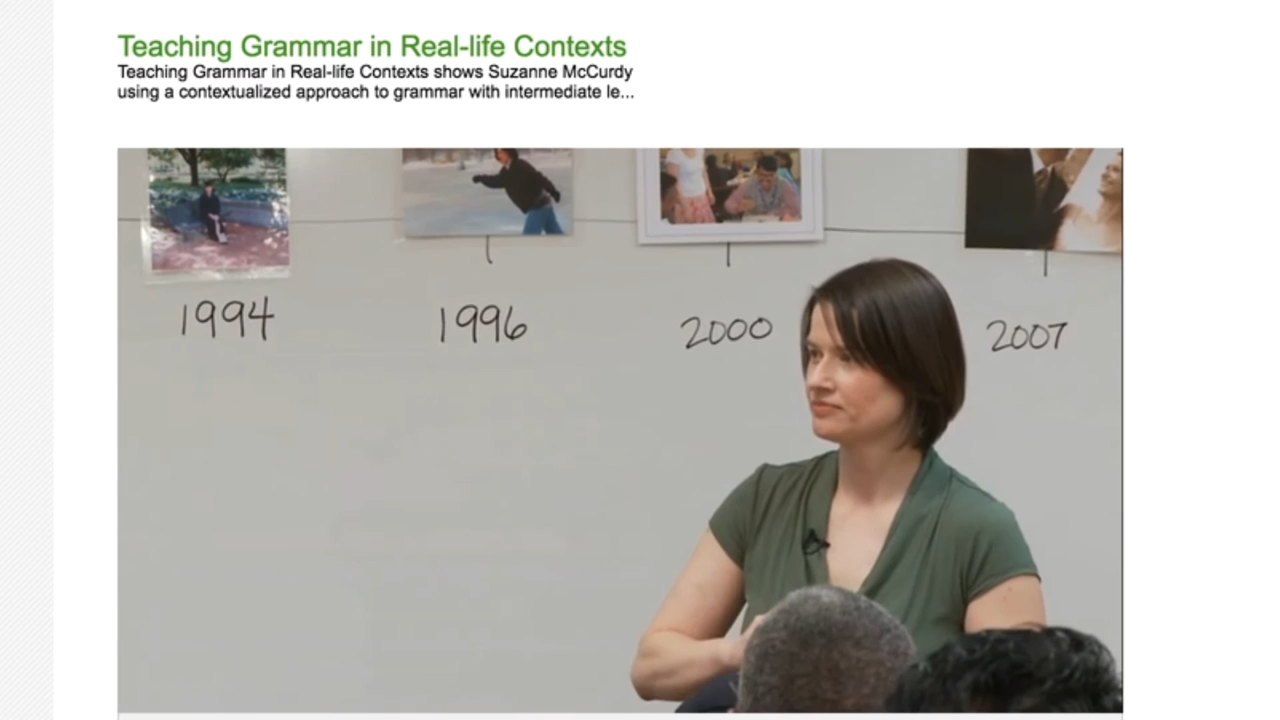 Teaching Grammar in Real-life Contexts
Teaching Grammar in Real-life Contexts shows Suzanne McCurdy
using a contextualized approach to grammar with intermediate le...
1994 1996 2000 2007